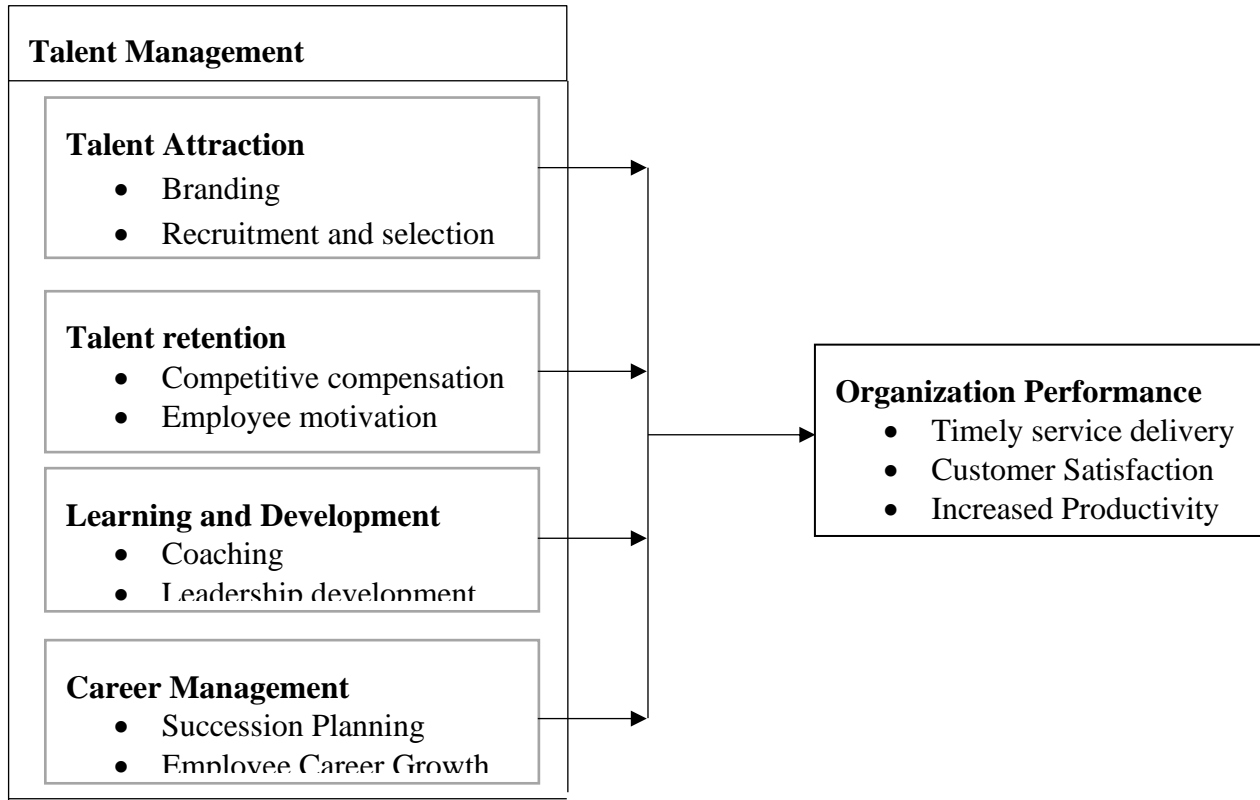 Talent Management
Talent Attraction
• Branding
• Recruitment and selection
Talent retention
• Competitive compensation
• Employee motivation
Learning and Development
• Coaching
• Leadership development
Career Management
• Succession Planning
• Employee Career Growth
Organization Performance
• Timely service delivery
• Customer Satisfaction
• Increased Productivity